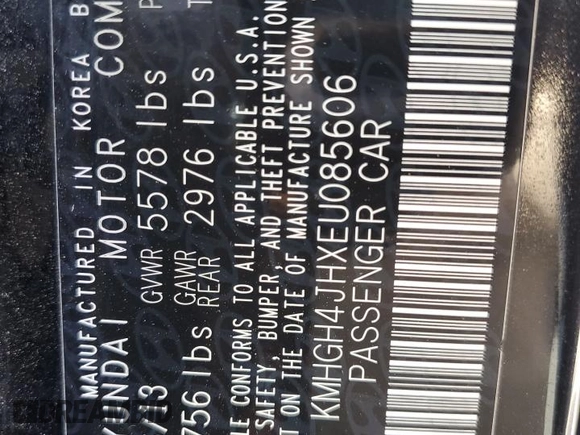 MANUFACTURED IN KOREA B
YUNDAI MOTOR COM
/13 GVWR 5578 lbs P
756 lbs GAWR REAR 2976 lbs T
LE CONFORMS TO ALL APPLICABLE U.S.A.
SAFETY, BUMPER, AND THEFT PREVENTION
T ON THE DATE OF MANUFACTURE SHOWN
KMHGH4JHXEU085606
PASSENGER CAR